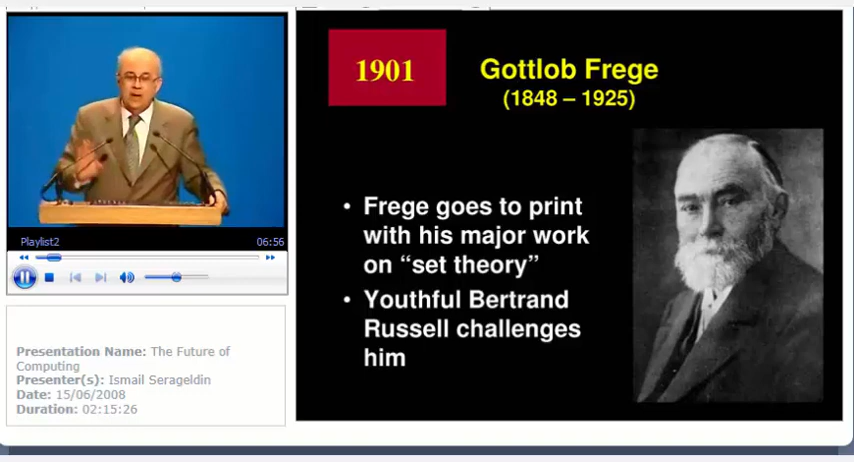 1901
Gottlob Frege
(1848 – 1925)
• Frege goes to print
with his major work
on “set theory”
• Youthful Bertrand
Russell challenges
him
Playlist2
06:56
Presentation Name: The Future of
Computing
Presenter(s): Ismail Serageldin
Date: 15/06/2008
Duration: 02:15:26